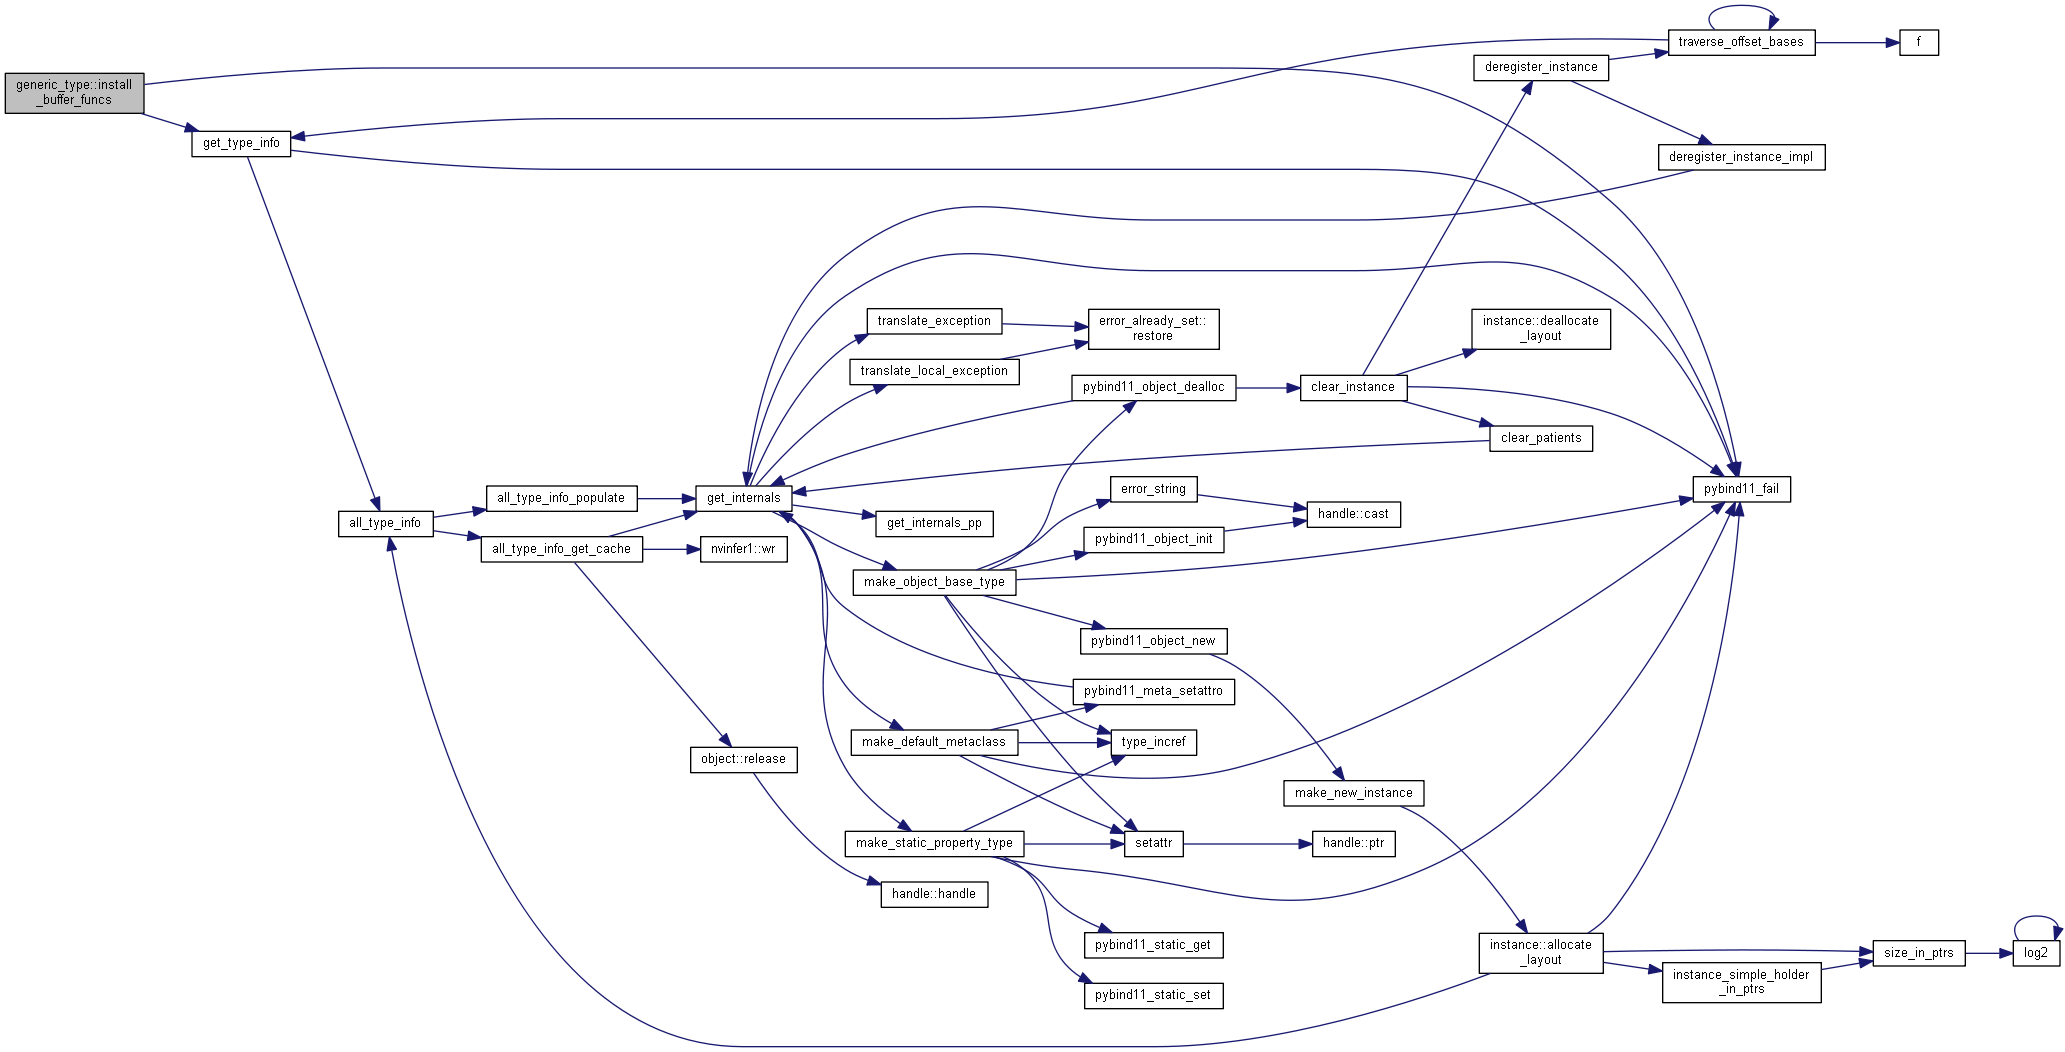 generic_type::install
_buffer_funcs
get_type_info
all_type_info
all_type_info_populate
all_type_info_get_cache
get_internals
nvinfer1::wr
object::release
translate_exception
translate_local_exception
get_internals_pp
make_object_base_type
make_default_metaclass
make_static_property_type
handle::handle
error_already_set::
restore
pybind11_object_dealloc
error_string
pybind11_object_init
pybind11_object_new
pybind11_meta_setattro
type_incref
setattr
pybind11_static_get
pybind11_static_set
clear_instance
handle::cast
make_new_instance
handle::ptr
deregister_instance
instance::deallocate
_layout
clear_patients
instance::allocate
_layout
traverse_offset_bases
deregister_instance_impl
pybind11_fail
instance_simple_holder
_in_ptrs
f
size_in_ptrs
log2